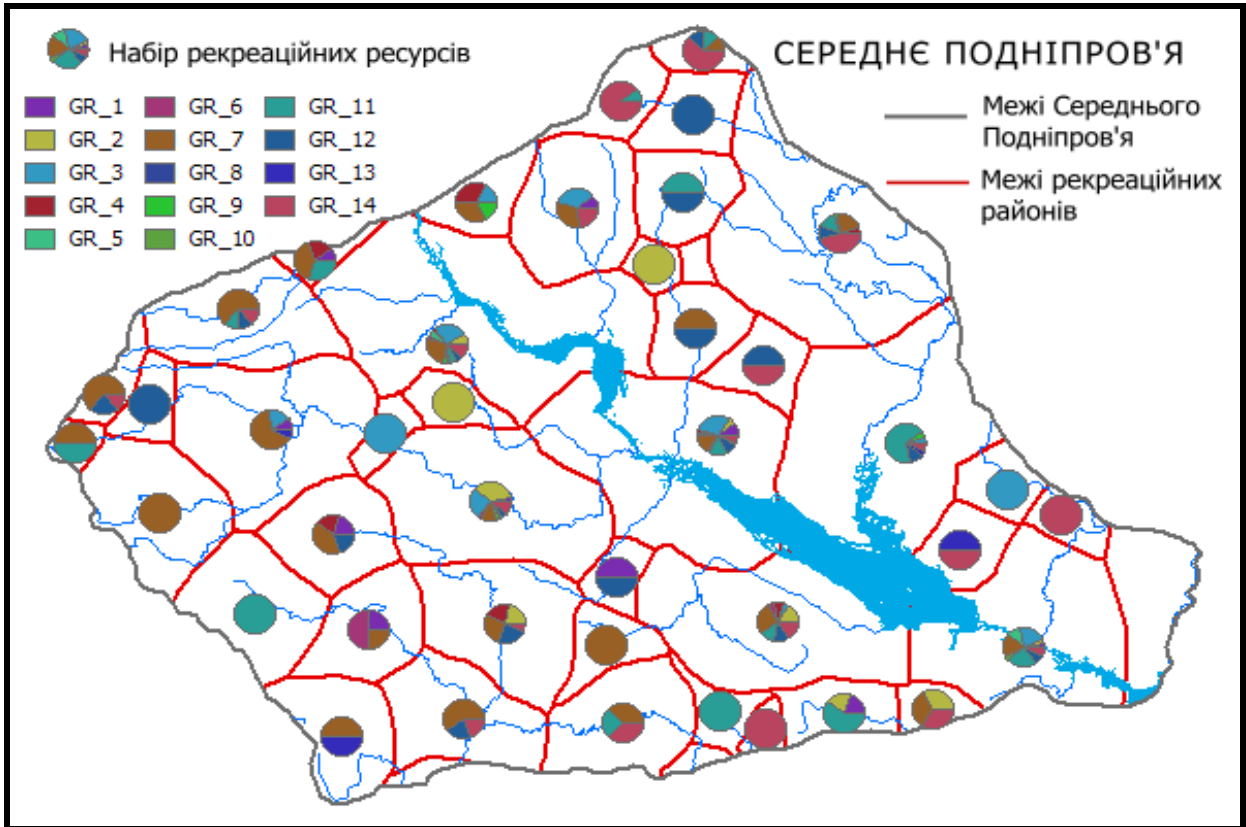 Набір рекреаційних ресурсів
GR_1
GR_2
GR_3
GR_4
GR_5
GR_6
GR_7
GR_8
GR_9
GR_10
GR_11
GR_12
GR_13
GR_14
СЕРЕДНЄ ПОДНІПРОВ'Я
Межі Середнього
Подніпров'я
Межі рекреаційних
районів